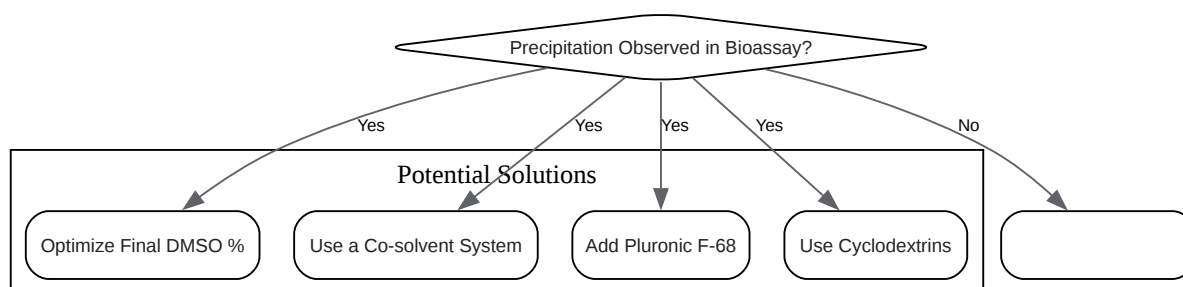 Precipitation Observed in Bioassay?
Yes
Yes
Yes
Yes
No
Potential Solutions
Optimize Final DMSO %
Use a Co-solvent System
Add Pluronic F-68
Use Cyclodextrins